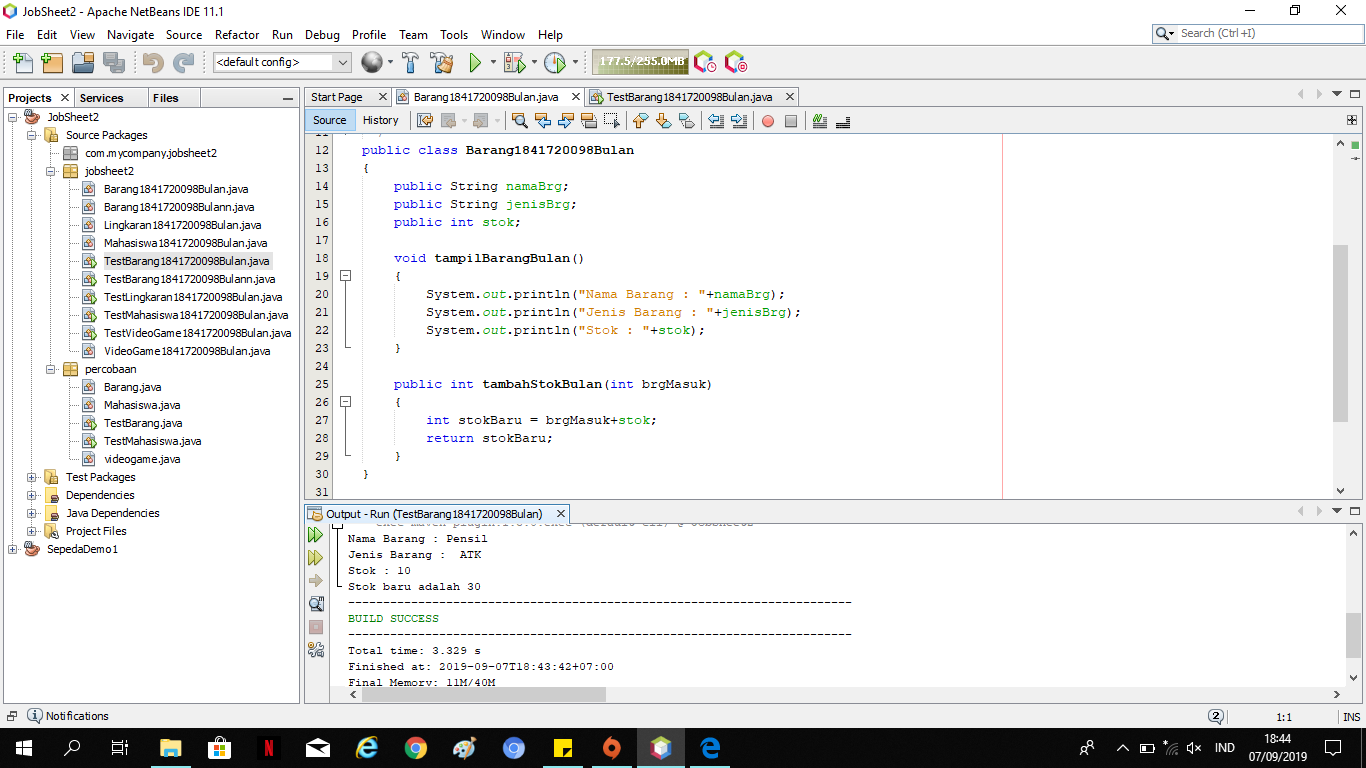 JobSheet2 - Apache NetBeans IDE 11.1
File Edit View Navigate Source Refactor Run Debug Profile Team Tools Window Help
Search (Ctrl+I)
<default config>
177.5/255.0MB
Projects Services Files
Start Page Barang1841720098Bulan.java TestBarang1841720098Bulan.java
Source History
JobSheet2
Source Packages
com.mycompany.jobsheet2
jobsheet2
Barang1841720098Bulan.java
Barang1841720098Bulann.java
Lingkaran1841720098Bulan.java
Mahasiswa1841720098Bulan.java
TestBarang1841720098Bulan.java
TestBarang1841720098Bulann.java
TestLingkaran1841720098Bulan.java
TestMahasiswa1841720098Bulan.java
TestVideoGame1841720098Bulan.java
VideoGame1841720098Bulan.java
percobaan
Barang.java
Mahasiswa.java
TestBarang.java
TestMahasiswa.java
videogame.java
Test Packages
Dependencies
Java Dependencies
Project Files
SepedaDemo1
12 public class Barang1841720098Bulan
13 {
14 public String namaBrg;
15 public String jenisBrg;
16 public int stok;
17
18 void tampilBarangBulan()
19 {
20 System.out.println("Nama Barang : "+namaBrg);
21 System.out.println("Jenis Barang : "+jenisBrg);
22 System.out.println("Stok : "+stok);
23 }
24
25 public int tambahStokBulan(int brgMasuk)
26 {
27 int stokBaru = brgMasuk+stok;
28 return stokBaru;
29 }
30 }
31
Output - Run (TestBarang1841720098Bulan)
Nama Barang : Pensil
Jenis Barang :  ATK
Stok : 10
Stok baru adalah 30
------------------------------------------------------------------------
BUILD SUCCESS
------------------------------------------------------------------------
Total time: 3.329 s
Finished at: 2019-09-07T18:43:42+07:00
Final Memory: 11M/40M
Notifications
2
1:1
INS
IND
18:44
07/09/2019